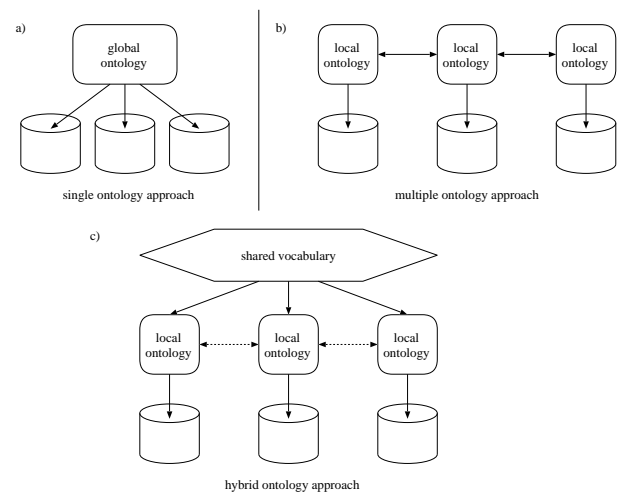 a)
global
ontology
single ontology approach
b)
local
ontology
local
ontology
local
ontology
multiple ontology approach
c)
shared vocabulary
local
ontology
local
ontology
local
ontology
hybrid ontology approach